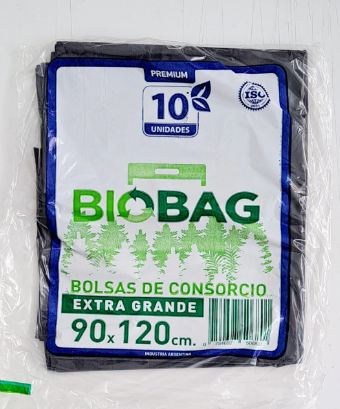 PREMIUM
10
UNIDADES
ISO
BIOBAG
BOLSAS DE CONSORCIO
EXTRA GRANDE
90x120cm.
INDUSTRIA ARGENTINA